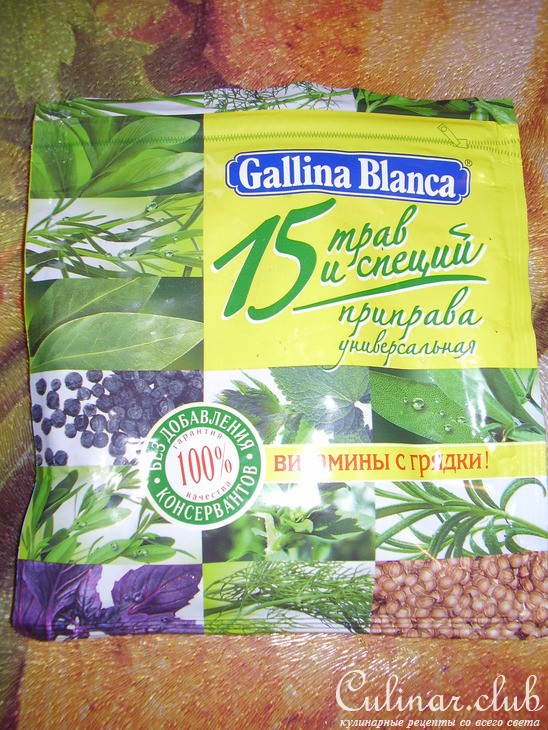 Gallina Blanca®
15 трав
и специй
приправа
универсальная
БЕЗ ДОБАВЛЕНИЯ
гарантия
100%
качества
КОНСЕРВАНТОВ
ВИТАМИНЫ С ГРЯДКИ!
Culinar.club
кулинарные рецепты со всего света